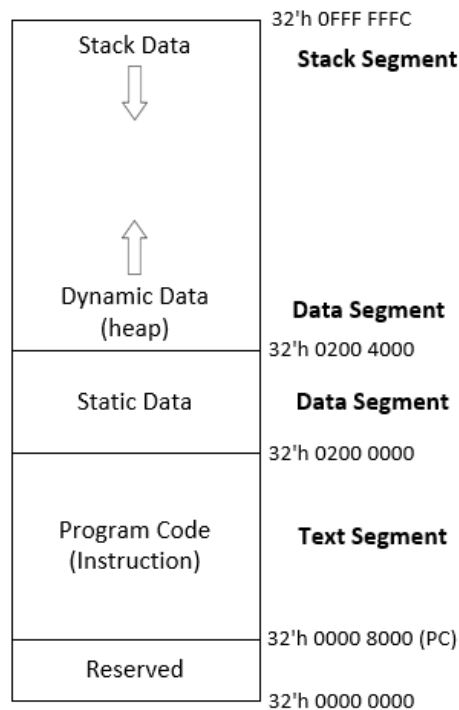 32'h 0FFF FFFC
Stack Data
Stack Segment
Dynamic Data
(heap)
Data Segment
32'h 0200 4000
Static Data
Data Segment
32'h 0200 0000
Program Code
(Instruction)
Text Segment
32'h 0000 8000 (PC)
Reserved
32'h 0000 0000